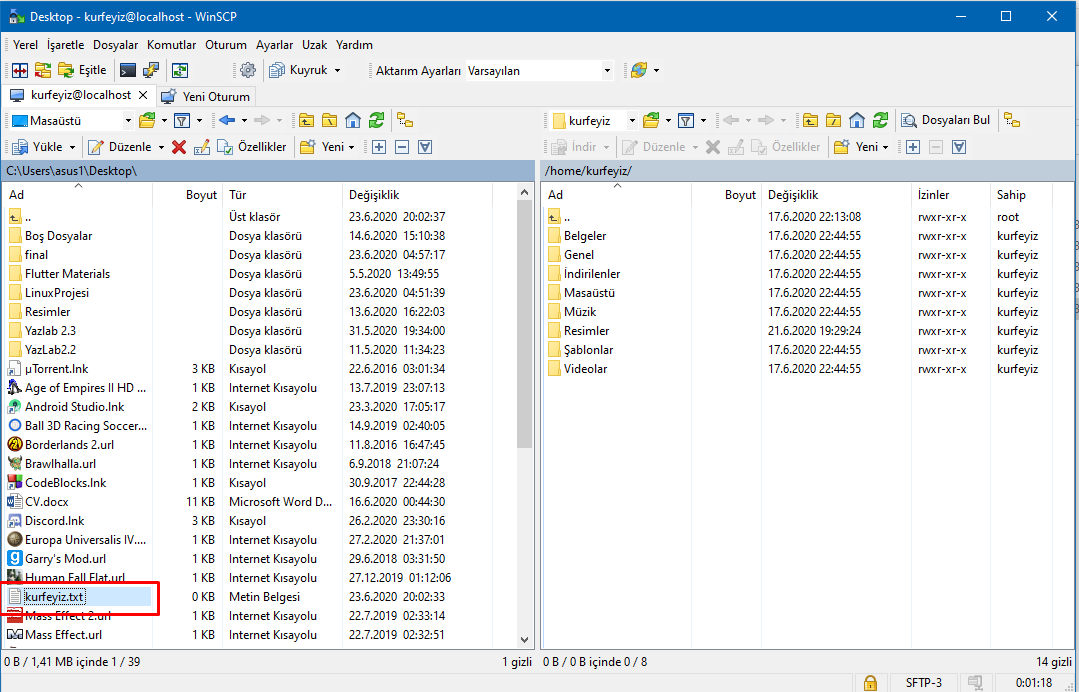 Desktop - kurfeyiz@localhost - WinSCP
Yerel İşaretle Dosyalar Komutlar Oturum Ayarlar Uzak Yardım
Eşitle Kuyruk Aktarım Ayarları Varsayılan
kurfeyiz@localhost Yeni Oturum
Masaüstü kurfeyiz Dosyaları Bul
Yükle Düzenle Özellikler Yeni İndir Düzenle Özellikler Yeni
C:\Users\asus1\Desktop\ /home/kurfeyiz/
Ad Boyut Tür Değişiklik
.. Üst klasör 23.6.2020 20:02:37
Boş Dosyalar Dosya klasörü 14.6.2020 15:10:38
final Dosya klasörü 23.6.2020 04:57:17
Flutter Materials Dosya klasörü 5.5.2020 13:49:55
LinuxProjesi Dosya klasörü 23.6.2020 04:51:39
Resimler Dosya klasörü 13.6.2020 16:22:03
Yazlab 2.3 Dosya klasörü 31.5.2020 19:34:00
YazLab2.2 Dosya klasörü 11.5.2020 11:34:23
µTorrent.lnk 3 KB Kısayol 22.6.2016 03:01:34
Age of Empires II HD ... 1 KB Internet Kısayolu 13.7.2019 23:07:13
Android Studio.lnk 2 KB Kısayol 23.3.2020 17:05:17
Ball 3D Racing Soccer... 1 KB Internet Kısayolu 14.9.2019 02:40:05
Borderlands 2.url 1 KB Internet Kısayolu 11.8.2016 16:47:45
Brawlhalla.url 1 KB Internet Kısayolu 6.9.2018 21:07:24
CodeBlocks.lnk 1 KB Kısayol 30.9.2017 22:44:28
CV.docx 11 KB Microsoft Word D... 16.6.2020 00:44:30
Discord.lnk 3 KB Kısayol 26.2.2020 23:30:16
Europa Universalis IV.... 1 KB Internet Kısayolu 27.2.2020 21:37:01
Garry's Mod.url 1 KB Internet Kısayolu 29.6.2018 03:31:50
Human Fall Flat.url 1 KB Internet Kısayolu 27.12.2019 01:12:06
kurfeyiz.txt 0 KB Metin Belgesi 23.6.2020 20:02:33
Mass Effect 2.url 1 KB Internet Kısayolu 22.7.2019 02:33:14
Mass Effect.url 1 KB Internet Kısayolu 22.7.2019 02:32:51
Ad Boyut Değişiklik İzinler Sahip
.. 17.6.2020 22:13:08 rwxr-xr-x root
Belgeler 17.6.2020 22:44:55 rwxr-xr-x kurfeyiz
Genel 17.6.2020 22:44:55 rwxr-xr-x kurfeyiz
İndirilenler 17.6.2020 22:44:55 rwxr-xr-x kurfeyiz
Masaüstü 17.6.2020 22:44:55 rwxr-xr-x kurfeyiz
Müzik 17.6.2020 22:44:55 rwxr-xr-x kurfeyiz
Resimler 21.6.2020 19:29:24 rwxr-xr-x kurfeyiz
Şablonlar 17.6.2020 22:44:55 rwxr-xr-x kurfeyiz
Videolar 17.6.2020 22:44:55 rwxr-xr-x kurfeyiz
0 B / 1,41 MB içinde 1 / 39 1 gizli 0 B / 0 B içinde 0 / 8 14 gizli
SFTP-3 0:01:18